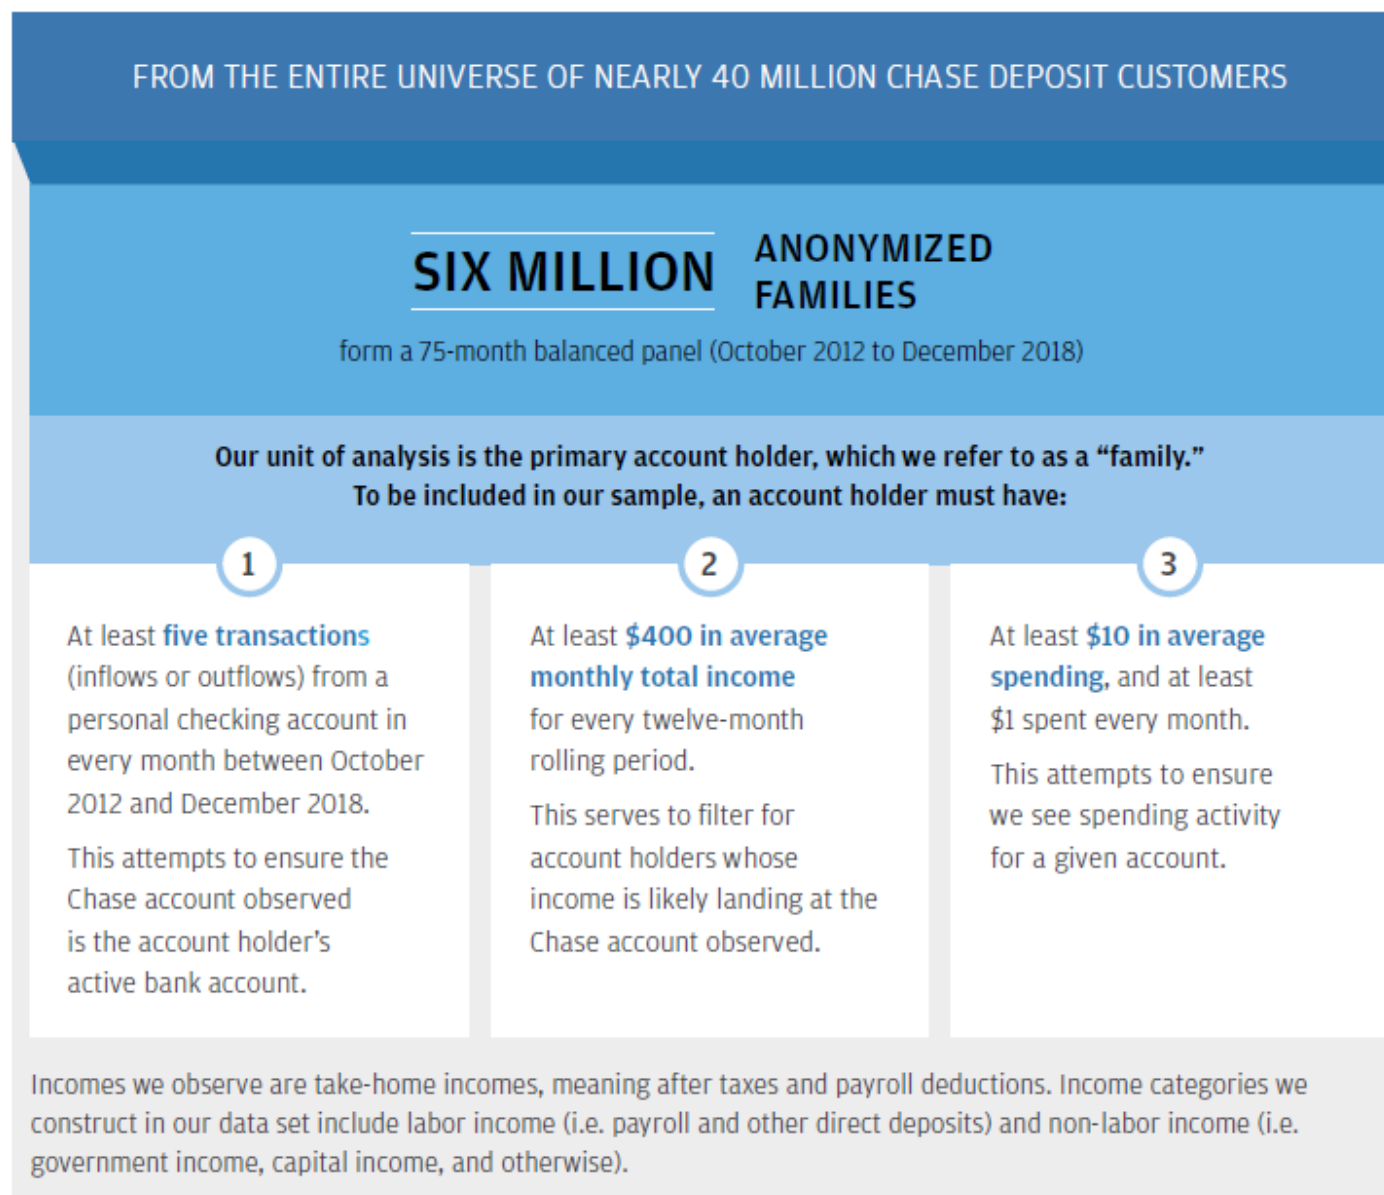 FROM THE ENTIRE UNIVERSE OF NEARLY 40 MILLION CHASE DEPOSIT CUSTOMERS
SIX MILLION
ANONYMIZED
FAMILIES
form a 75-month balanced panel (October 2012 to December 2018)
Our unit of analysis is the primary account holder, which we refer to as a “family.”
To be included in our sample, an account holder must have:
1
At least five transactions
(inflows or outflows) from a
personal checking account in
every month between October
2012 and December 2018.
This attempts to ensure the
Chase account observed
is the account holder’s
active bank account.
2
At least $400 in average
monthly total income
for every twelve-month
rolling period.
This serves to filter for
account holders whose
income is likely landing at the
Chase account observed.
3
At least $10 in average
spending, and at least
$1 spent every month.
This attempts to ensure
we see spending activity
for a given account.
Incomes we observe are take-home incomes, meaning after taxes and payroll deductions. Income categories we
construct in our data set include labor income (i.e. payroll and other direct deposits) and non-labor income (i.e.
government income, capital income, and otherwise).